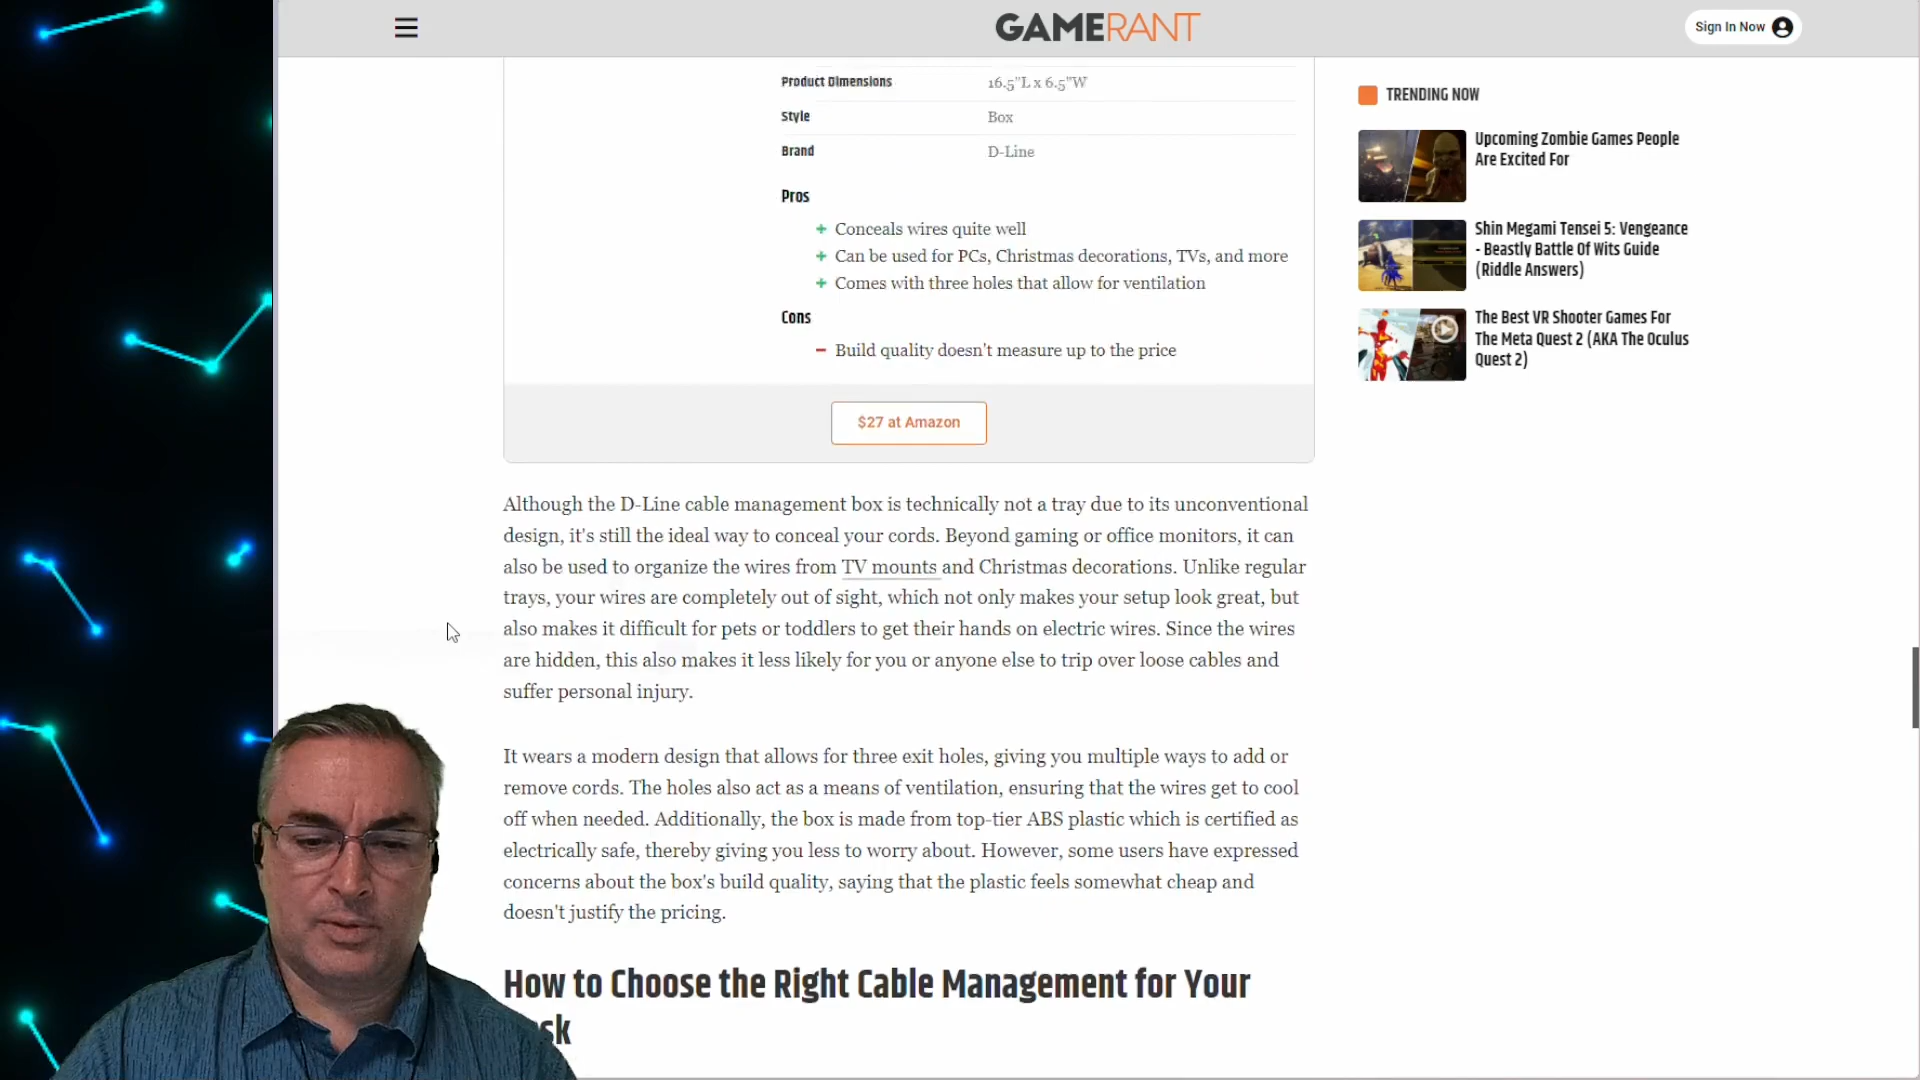 GAMERANT
Sign In Now
Product Dimensions 16.5”L x 6.5”W
Style Box
Brand D-Line
Pros
+ Conceals wires quite well
+ Can be used for PCs, Christmas decorations, TVs, and more
+ Comes with three holes that allow for ventilation
Cons
− Build quality doesn't measure up to the price
$27 at Amazon
Although the D-Line cable management box is technically not a tray due to its unconventional
design, it's still the ideal way to conceal your cords. Beyond gaming or office monitors, it can
also be used to organize the wires from TV mounts and Christmas decorations. Unlike regular
trays, your wires are completely out of sight, which not only makes your setup look great, but
also makes it difficult for pets or toddlers to get their hands on electric wires. Since the wires
are hidden, this also makes it less likely for you or anyone else to trip over loose cables and
suffer personal injury.
It wears a modern design that allows for three exit holes, giving you multiple ways to add or
remove cords. The holes also act as a means of ventilation, ensuring that the wires get to cool
off when needed. Additionally, the box is made from top-tier ABS plastic which is certified as
electrically safe, thereby giving you less to worry about. However, some users have expressed
concerns about the box's build quality, saying that the plastic feels somewhat cheap and
doesn't justify the pricing.
How to Choose the Right Cable Management for Your
sk
TRENDING NOW
Upcoming Zombie Games People
Are Excited For
Shin Megami Tensei 5: Vengeance
- Beastly Battle Of Wits Guide
(Riddle Answers)
The Best VR Shooter Games For
The Meta Quest 2 (AKA The Oculus
Quest 2)